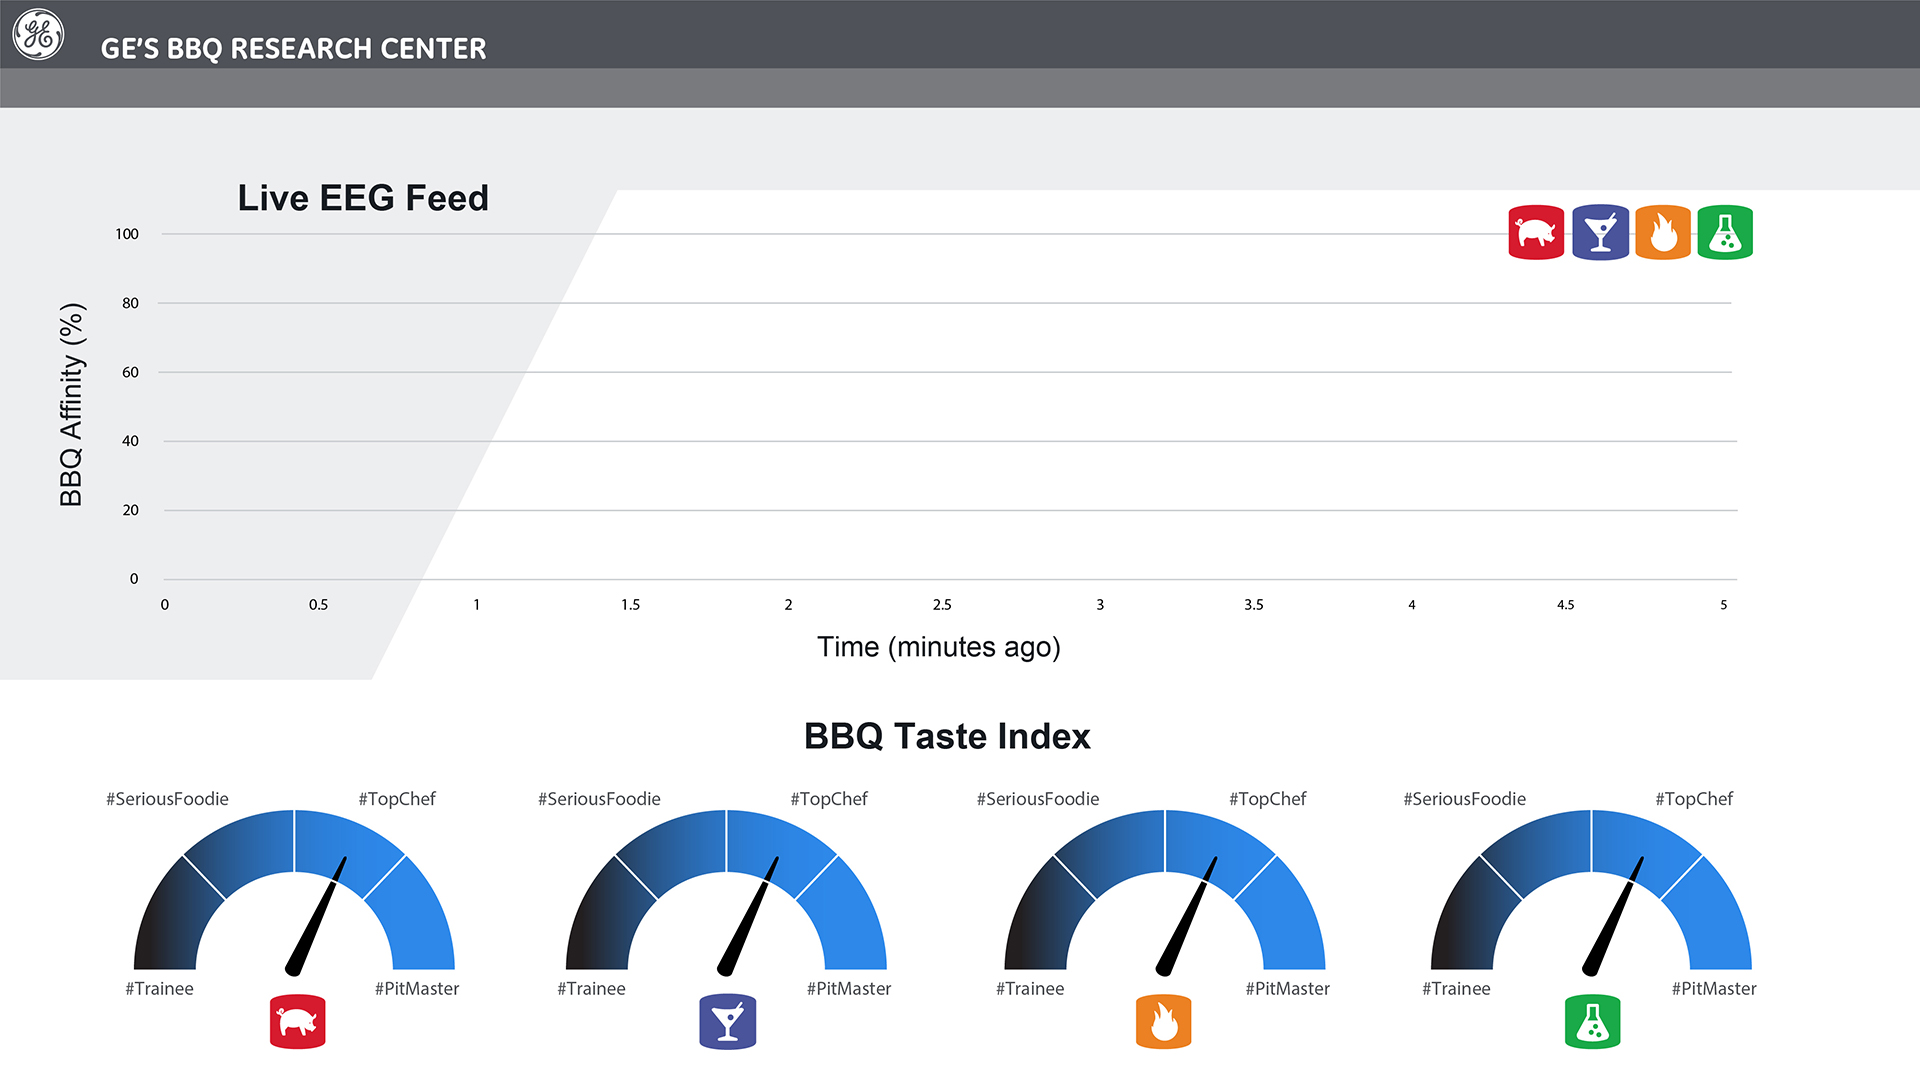 GE
GE'S BBQ RESEARCH CENTER
Live EEG Feed
BBQ Affinity (%)
100
80
60
40
20
0
0 0.5 1 1.5 2 2.5 3 3.5 4 4.5 5
Time (minutes ago)
BBQ Taste Index
#SeriousFoodie #TopChef #SeriousFoodie #TopChef #SeriousFoodie #TopChef #SeriousFoodie #TopChef
#Trainee #PitMaster #Trainee #PitMaster #Trainee #PitMaster #Trainee #PitMaster